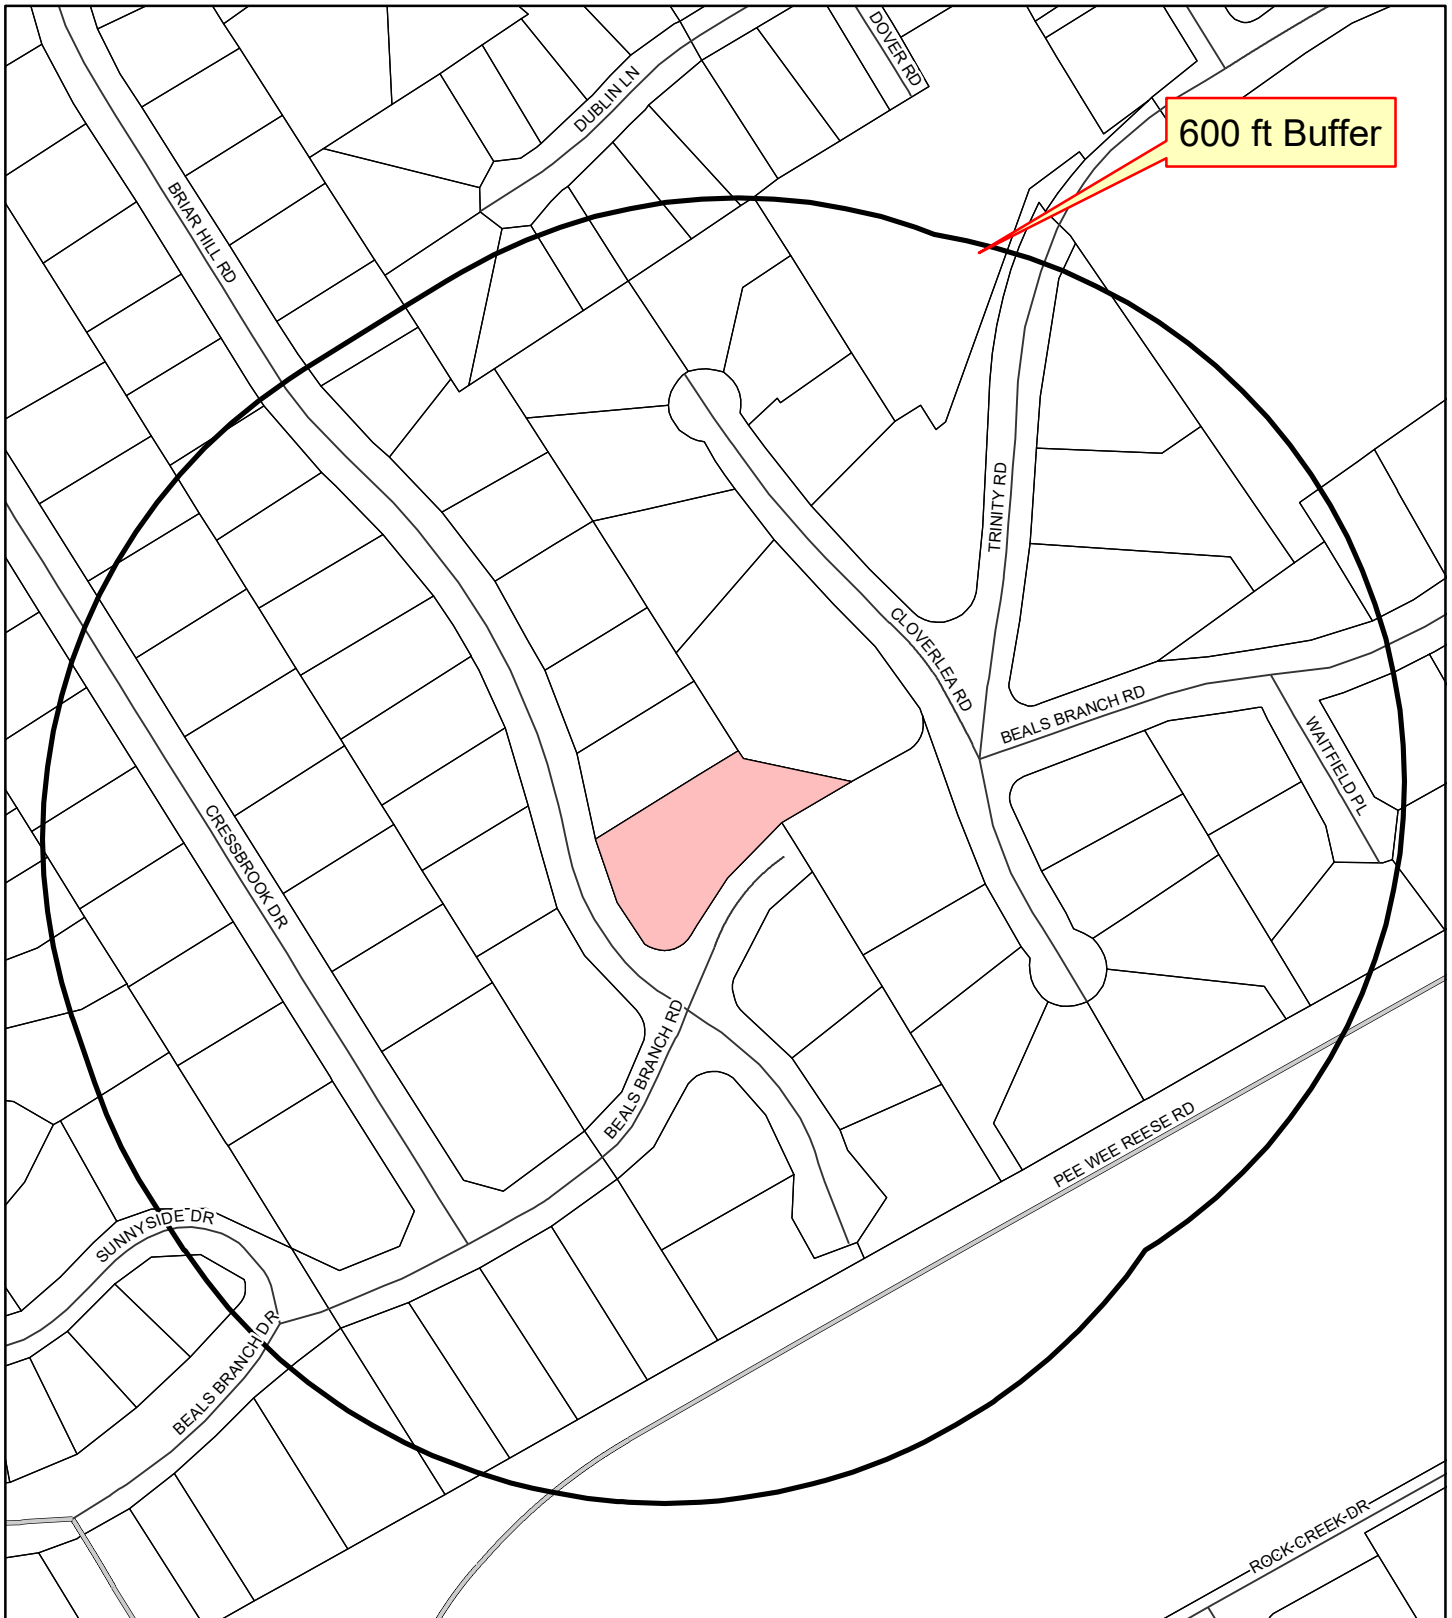 DOVER RD
DUBLIN LN
600 ft Buffer
BRIAR HILL RD
TRINITY RD
CLOVERLEA RD
BEALS BRANCH RD
WAITFIELD PL
CRESSBROOK DR
BEALS BRANCH RD
PEE WEE REESE RD
SUNNYSIDE DR
BEALS BRANCH DR
ROCK CREEK DR